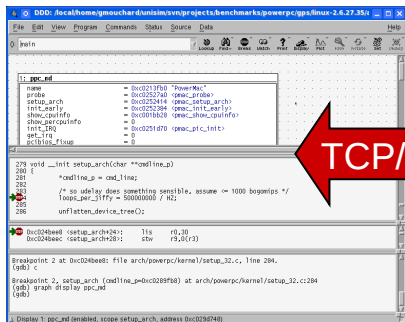 DDD: /local/home/gmouchard/unisim/svn/projects/benchmarks/powerpc/gps/linux-2.6.27.35/a
File Edit View Program Commands Status Source Data Help
(): main
Lookup Find» Break Watch Print Display Plot Rotate Set
1: ppc_md
name = 0xc0213fb0 "PowerMac"
probe = 0xc02527a0 <pmac_probe>
setup_arch = 0xc0252414 <pmac_setup_arch>
init_early = 0xc0252384 <pmac_init_early>
show_cpuinfo = 0xc001bb28 <pmac_show_cpuinfo>
show_percpuinfo = 0
init_IRQ = 0xc0251d70 <pmac_pic_init>
get_irq = 0
pcibios_fixup = 0
279 void __init setup_arch(char **cmdline_p)
280 {
281 *cmdline_p = cmd_line;
282
283 /* so udelay does something sensible, assume <= 1000 bogomips */
284 loops_per_jiffy = 500000000 / HZ;
285
286 unflatten_device_tree();
0xc024bee8 <setup_arch+24>: lis r0,30
0xc024beec <setup_arch+28>: stw r9,0(r3)
Breakpoint 2 at 0xc024bee8: file arch/powerpc/kernel/setup_32.c, line 284.
(gdb) c
Breakpoint 2, setup_arch (cmdline_p=0xc0289fb8) at arch/powerpc/kernel/setup_32.c:284
(gdb) graph display ppc_md
(gdb)
Display 1: ppc_md (enabled, scope setup_arch, address 0xc029d748)
TCP/